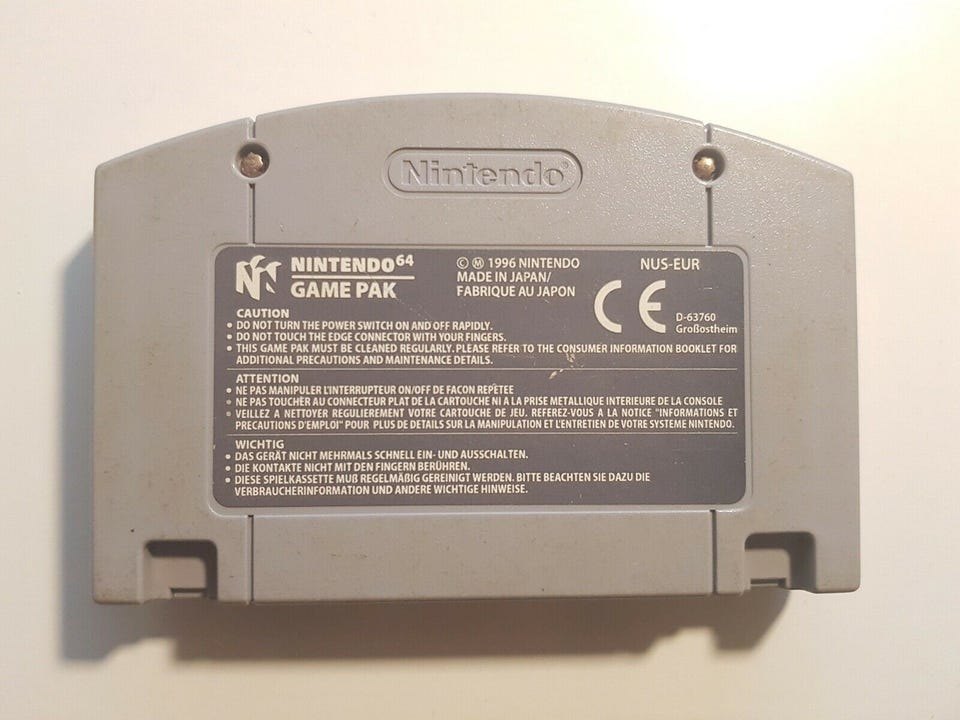 Nintendo®
NINTENDO64
GAME PAK
© Ⓜ 1996 NINTENDO
MADE IN JAPAN/
FABRIQUE AU JAPON
NUS-EUR
CE
D-63760
Großostheim
CAUTION
• DO NOT TURN THE POWER SWITCH ON AND OFF RAPIDLY.
• DO NOT TOUCH THE EDGE CONNECTOR WITH YOUR FINGERS.
• THIS GAME PAK MUST BE CLEANED REGULARLY. PLEASE REFER TO THE CONSUMER INFORMATION BOOKLET FOR
ADDITIONAL PRECAUTIONS AND MAINTENANCE DETAILS.
ATTENTION
• NE PAS MANIPULER L'INTERRUPTEUR ON/OFF DE FACON REPETEE
• NE PAS TOUCHER AU CONNECTEUR PLAT DE LA CARTOUCHE NI A LA PRISE METALLIQUE INTERIEURE DE LA CONSOLE
• VEILLEZ A NETTOYER REGULIEREMENT VOTRE CARTOUCHE DE JEU. REFEREZ-VOUS A LA NOTICE "INFORMATIONS ET
PRECAUTIONS D'EMPLOI" POUR PLUS DE DETAILS SUR LA MANIPULATION ET L'ENTRETIEN DE VOTRE SYSTEME NINTENDO.
WICHTIG
• DAS GERÄT NICHT MEHRMALS SCHNELL EIN- UND AUSSCHALTEN.
• DIE KONTAKTE NICHT MIT DEN FINGERN BERÜHREN.
• DIESE SPIELKASSETTE MUß REGELMÄßIG GEREINIGT WERDEN. BITTE BEACHTEN SIE DAZU DIE
VERBRAUCHERINFORMATION UND ANDERE WICHTIGE HINWEISE.